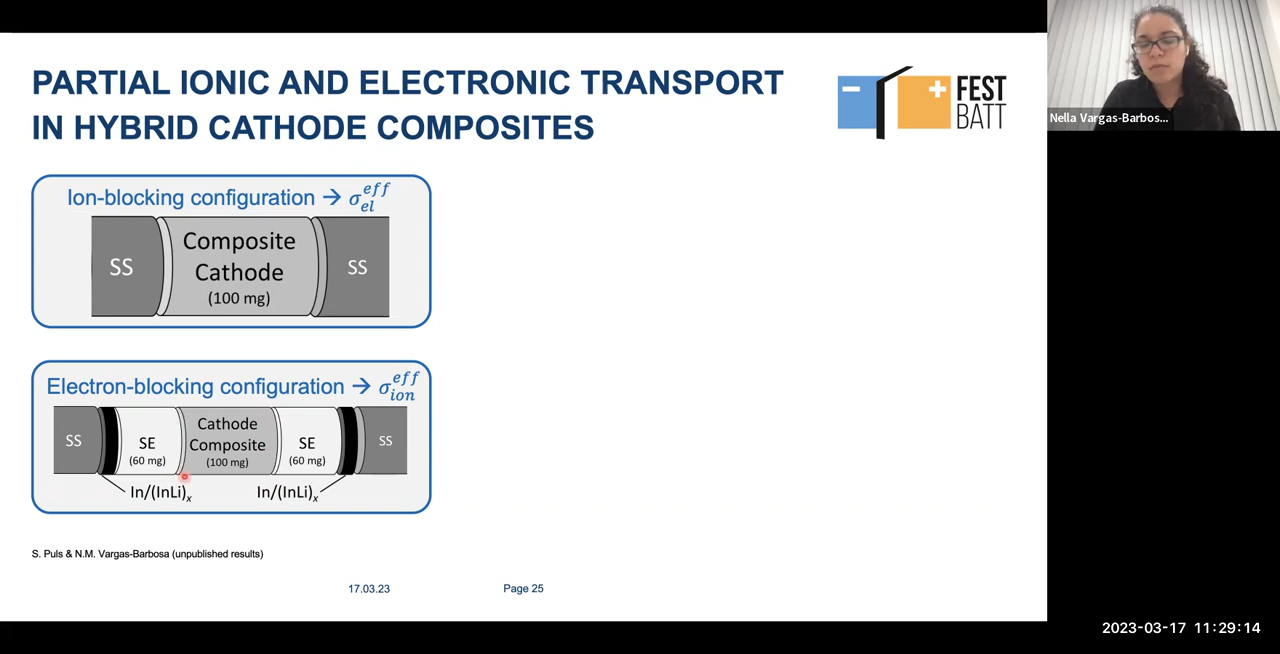 PARTIAL IONIC AND ELECTRONIC TRANSPORT
IN HYBRID CATHODE COMPOSITES
− +
FEST
BATT
Nella Vargas-Barbos...
Ion-blocking configuration → σ_el^eff
SS
Composite
Cathode
(100 mg)
SS
Electron-blocking configuration → σ_ion^eff
SS
SE
(60 mg)
Cathode
Composite
(100 mg)
SE
(60 mg)
SS
In/(InLi)ₓ
In/(InLi)ₓ
S. Puls & N.M. Vargas-Barbosa (unpublished results)
17.03.23
Page 25
2023-03-17 11:29:14